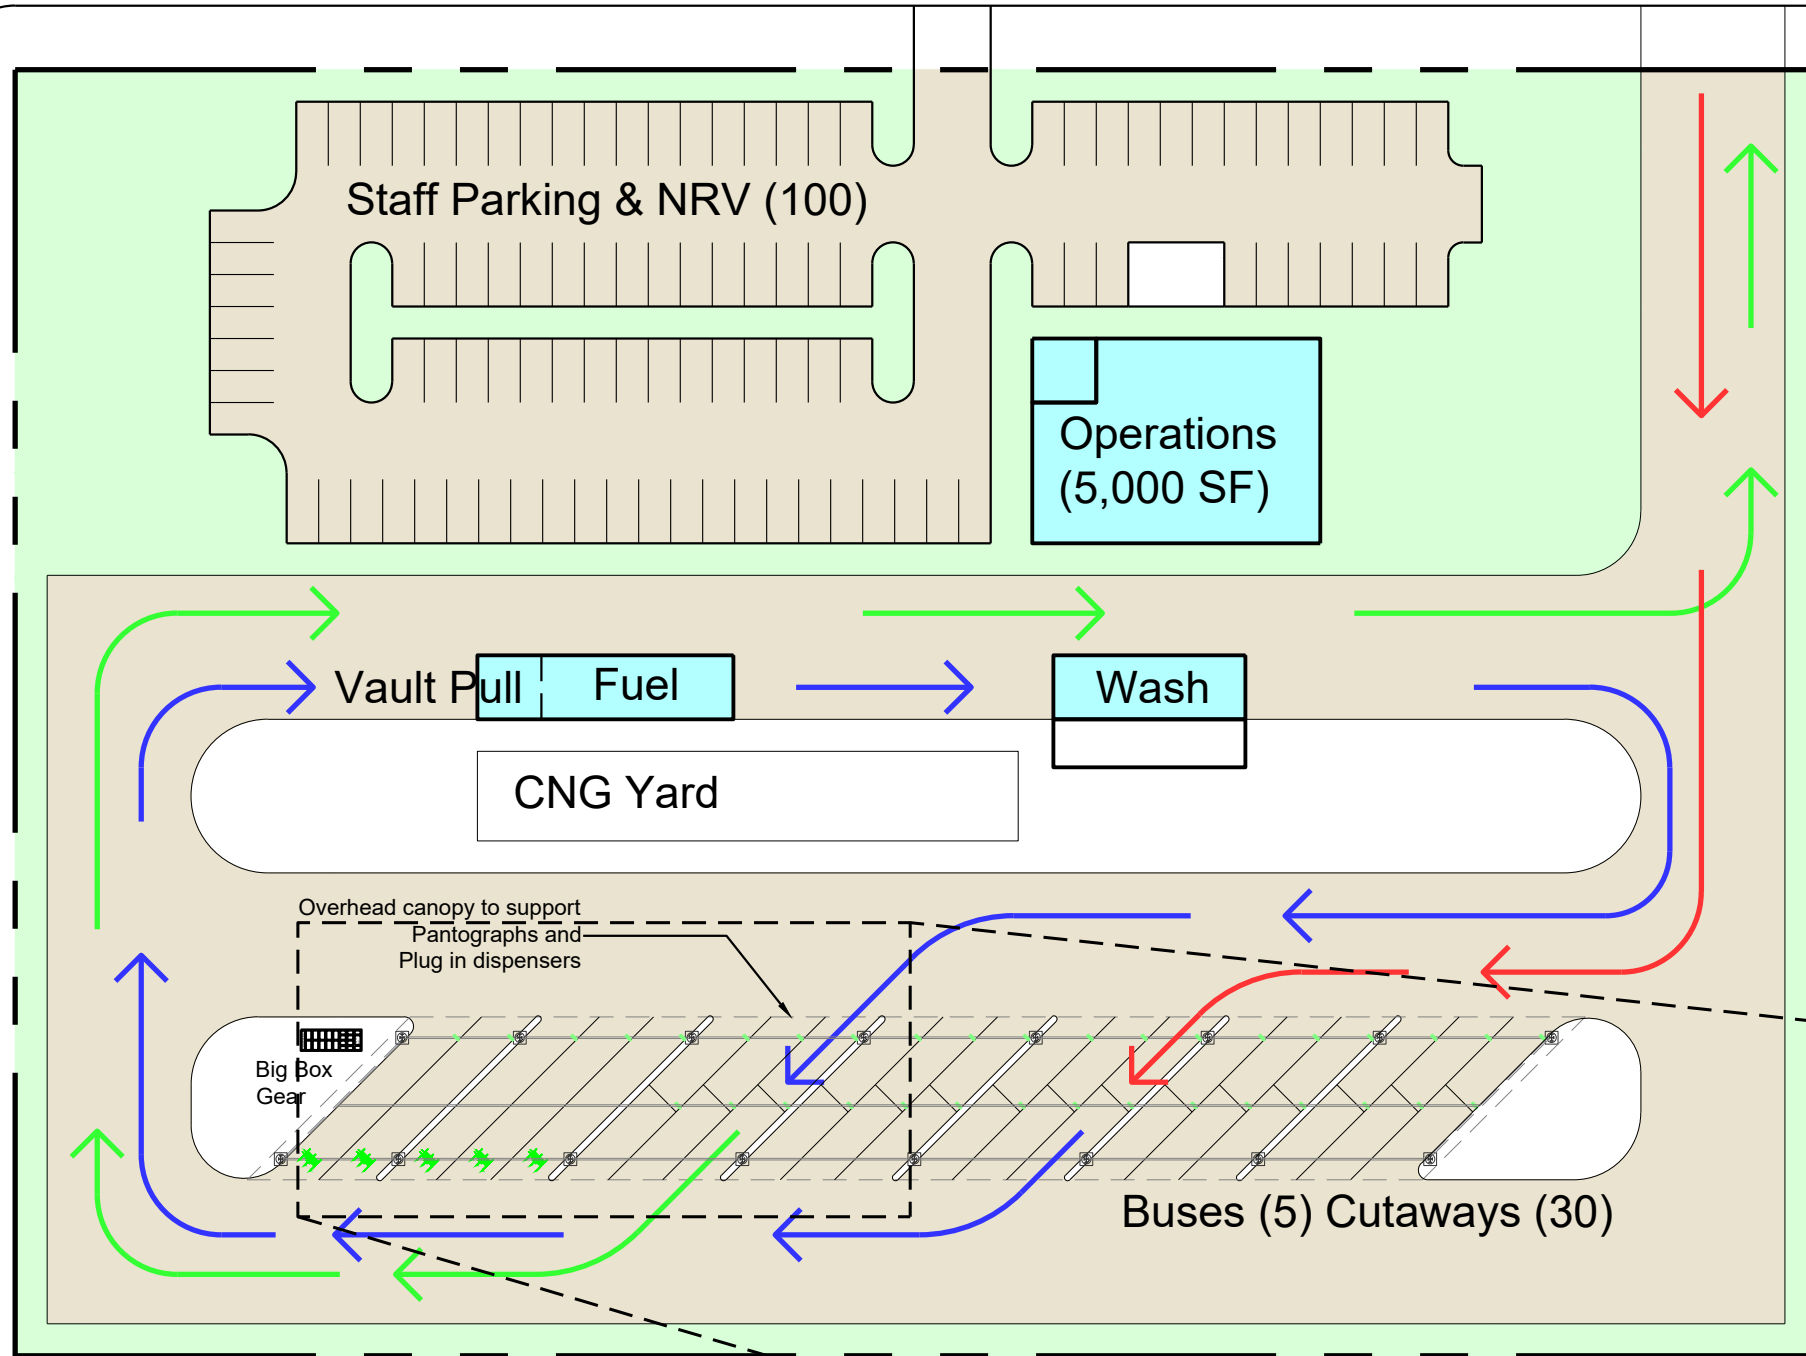 Staff Parking & NRV (100)
Operations
(5,000 SF)
Vault Pull
Fuel
Wash
CNG Yard
Overhead canopy to support
Pantographs and
Plug in dispensers
Big Box
Gear
Buses (5) Cutaways (30)